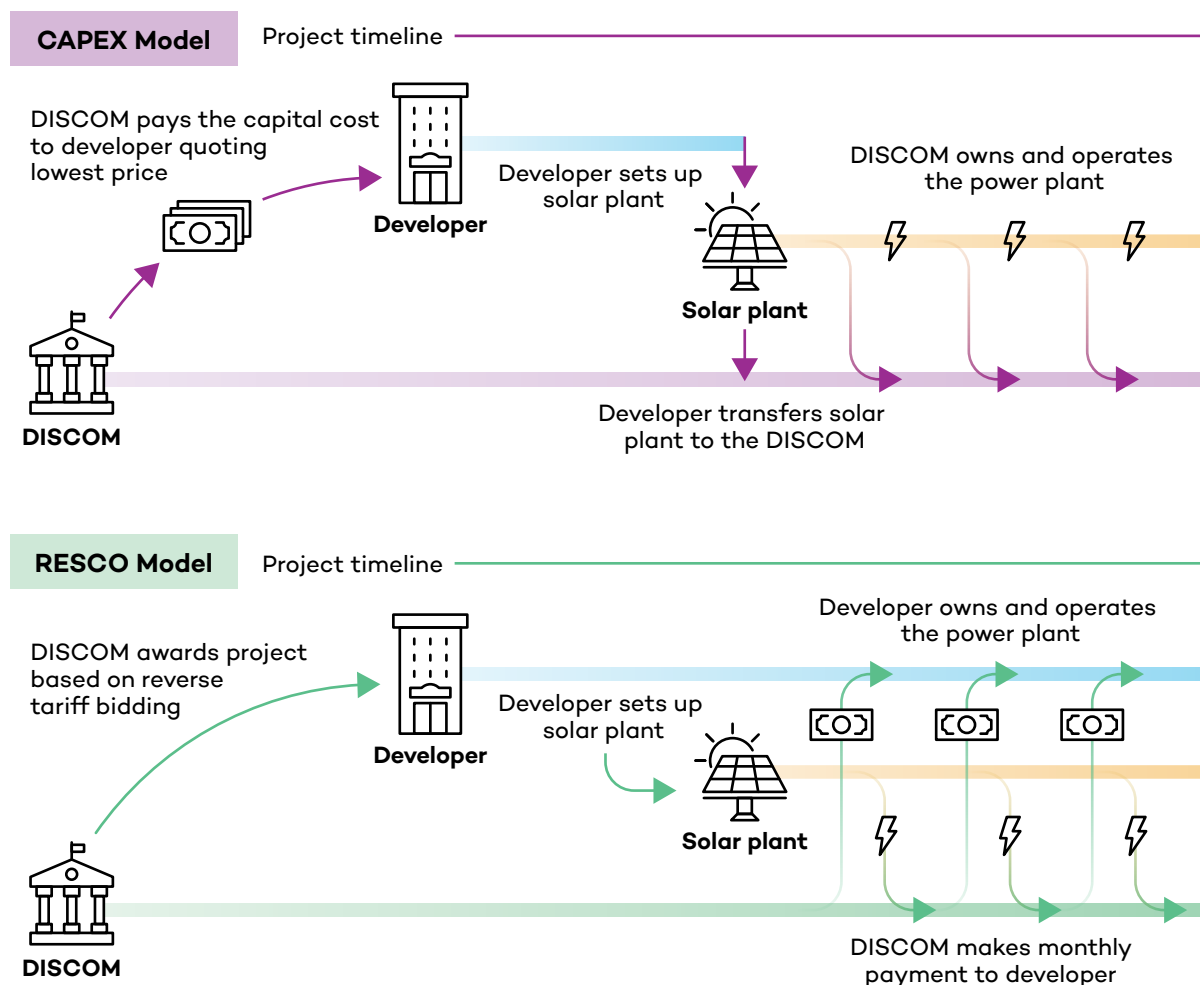 CAPEX Model
Project timeline
DISCOM pays the capital cost
to developer quoting
lowest price
Developer
Developer sets up
solar plant
DISCOM owns and operates
the power plant
Solar plant
DISCOM
Developer transfers solar
plant to the DISCOM
RESCO Model
Project timeline
DISCOM awards project
based on reverse
tariff bidding
Developer
Developer sets up
solar plant
Developer owns and operates
the power plant
Solar plant
DISCOM
DISCOM makes monthly
payment to developer